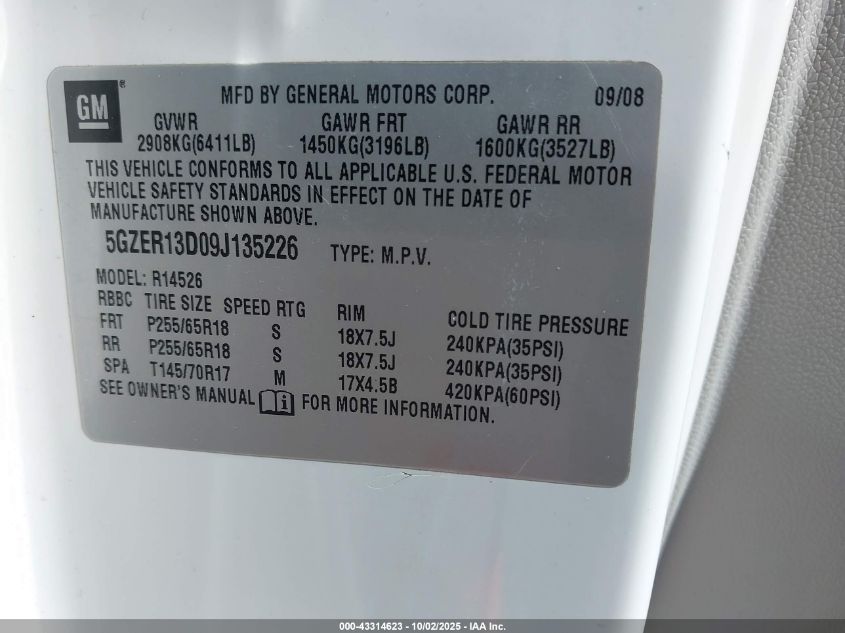 GM ®
MFD BY GENERAL MOTORS CORP. 09/08
GVWR GAWR FRT GAWR RR
2908KG(6411LB) 1450KG(3196LB) 1600KG(3527LB)
THIS VEHICLE CONFORMS TO ALL APPLICABLE U.S. FEDERAL MOTOR
VEHICLE SAFETY STANDARDS IN EFFECT ON THE DATE OF
MANUFACTURE SHOWN ABOVE.
5GZER13D09J135226 TYPE: M.P.V.
MODEL: R14526
RBBC TIRE SIZE SPEED RTG RIM COLD TIRE PRESSURE
FRT P255/65R18 S 18X7.5J 240KPA(35PSI)
RR P255/65R18 S 18X7.5J 240KPA(35PSI)
SPA T145/70R17 M 17X4.5B 420KPA(60PSI)
SEE OWNER'S MANUAL i FOR MORE INFORMATION.
000-43314623 - 10/02/2025 - IAA Inc.